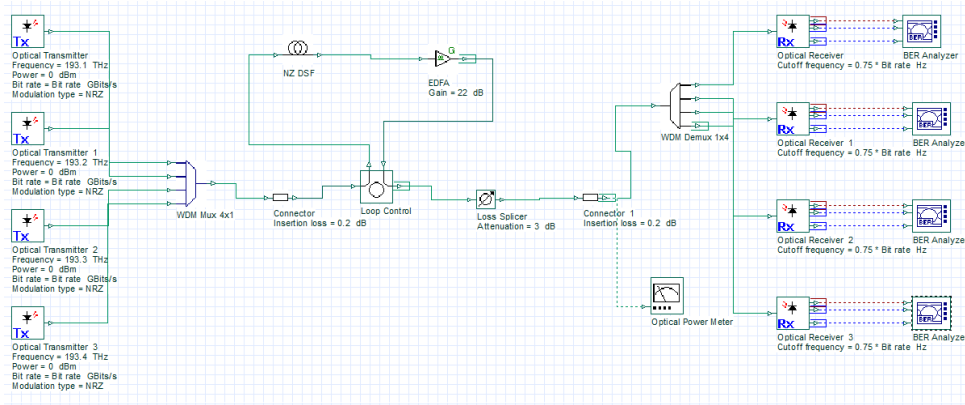 Tx
Optical Transmitter
Frequency = 193.1 THz
Power = 0 dBm
Bit rate = Bit rate GBits/s
Modulation type = NRZ
Tx
Optical Transmitter 1
Frequency = 193.2 THz
Power = 0 dBm
Bit rate = Bit rate GBits/s
Modulation type = NRZ
Tx
Optical Transmitter 2
Frequency = 193.3 THz
Power = 0 dBm
Bit rate = Bit rate GBits/s
Modulation type = NRZ
Tx
Optical Transmitter 3
Frequency = 193.4 THz
Power = 0 dBm
Bit rate = Bit rate GBits/s
Modulation type = NRZ
WDM Mux 4x1
Connector
Insertion loss = 0.2 dB
NZ DSF
EDFA
Gain = 22 dB
Loop Control
Loss Splicer
Attenuation = 3 dB
Connector 1
Insertion loss = 0.2 dB
Optical Power Meter
WDM Demux 1x4
Rx
Optical Receiver
Cutoff frequency = 0.75 * Bit rate Hz
BER
BER Analyzer
Rx
Optical Receiver 1
Cutoff frequency = 0.75 * Bit rate Hz
BER
BER Analyze
Rx
Optical Receiver 2
Cutoff frequency = 0.75 * Bit rate Hz
BER
BER Analyze
Rx
Optical Receiver 3
Cutoff frequency = 0.75 * Bit rate Hz
BER
BER Analyze